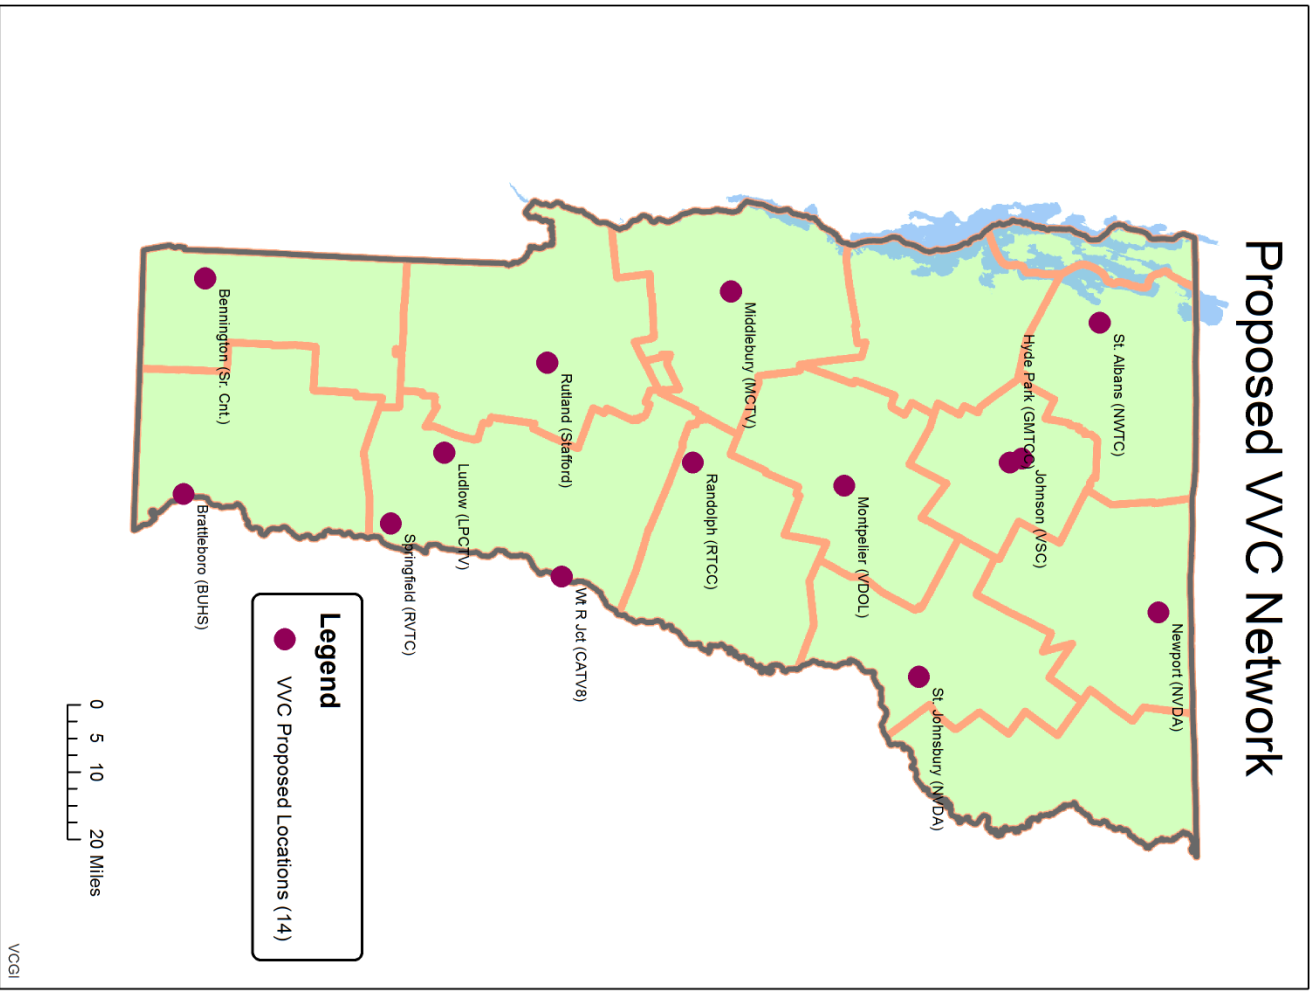 Proposed VVC Network
Newport (NVDA)
St. Albans (NWTC)
Johnson (VSC)
Hyde Park (GMTCC)
St. Johnsbury (NVDA)
Montpelier (VDOL)
Middlebury (MCTV)
Randolph (RTCC)
Wt R Jct (CATV8)
Rutland (Stafford)
Ludlow (LPCTV)
Springfield (RVTC)
Bennington (Sr. Cnt.)
Brattleboro (BUHS)
Legend
VVC Proposed Locations (14)
0 5 10 20 Miles
VCGI